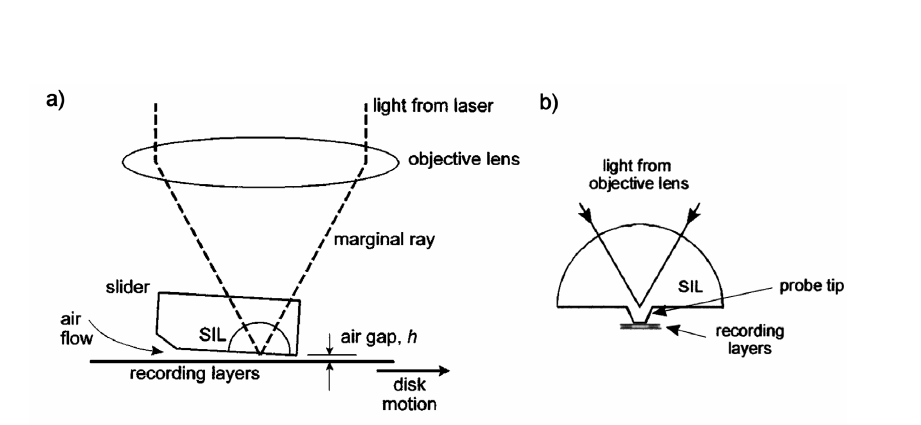 a)
light from laser
objective lens
marginal ray
slider
air
flow
SIL
air gap, h
recording layers
disk
motion
b)
light from
objective lens
SIL
probe tip
recording
layers